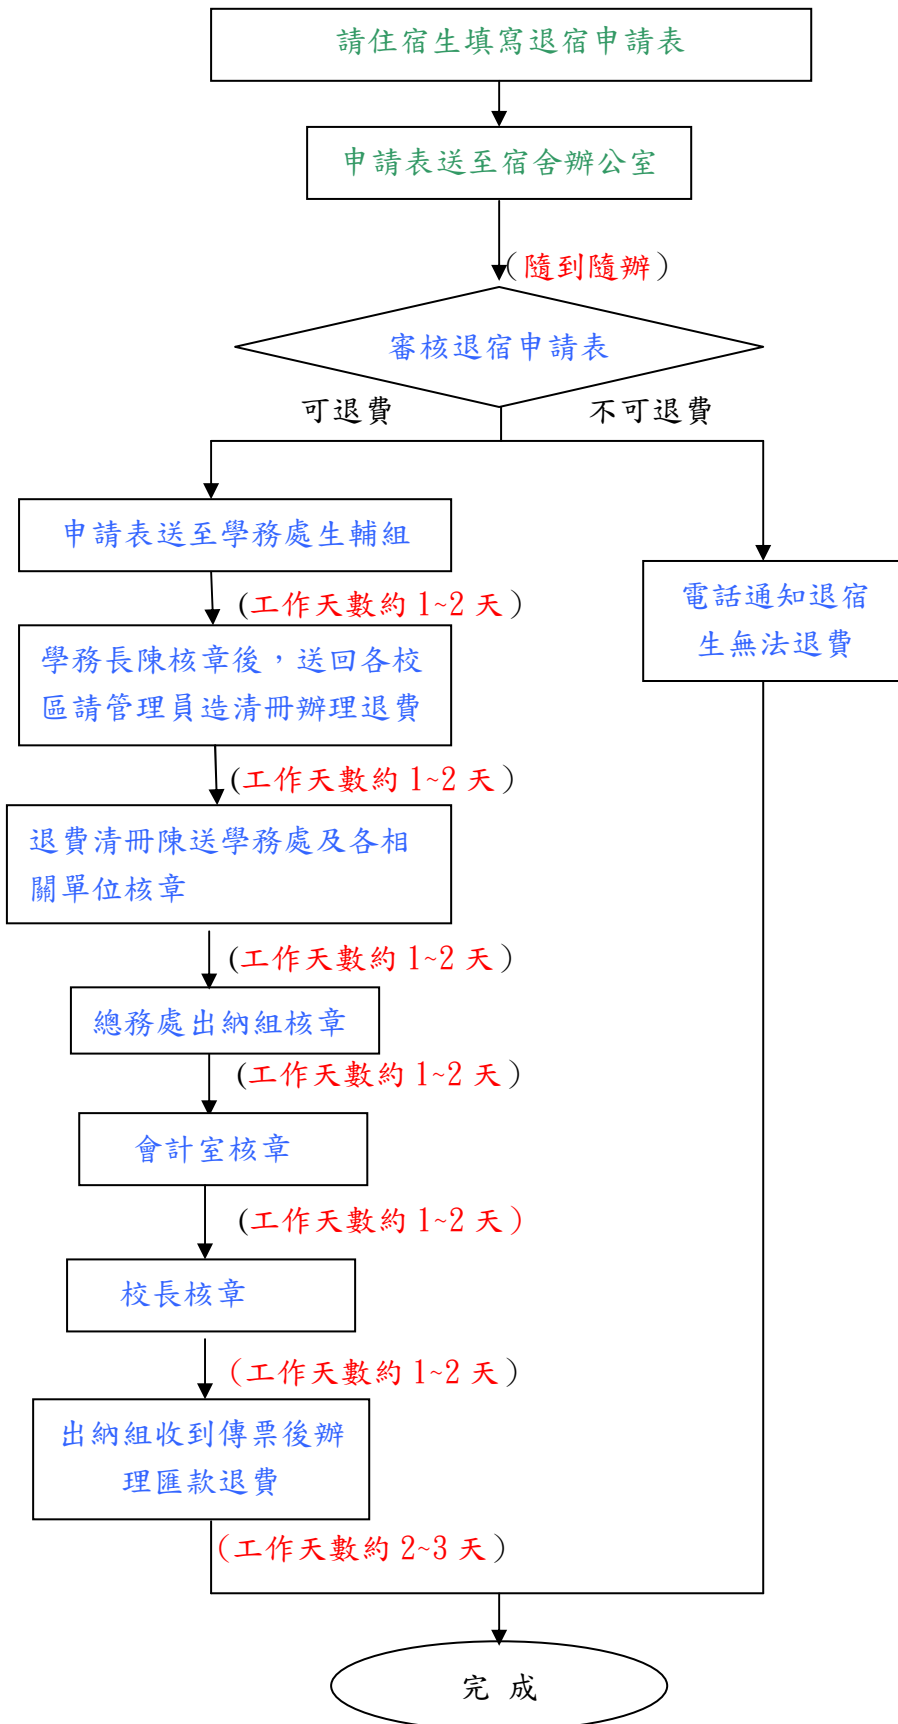 請住宿生填寫退宿申請表
申請表送至宿舍辦公室
（隨到隨辦）
審核退宿申請表
可退費
不可退費
申請表送至學務處生輔組
(工作天數約 1~2 天）
電話通知退宿
生無法退費
學務長陳核章後，送回各校
區請管理員造清冊辦理退費
(工作天數約 1~2 天）
退費清冊陳送學務處及各相
關單位核章
(工作天數約 1~2 天）
總務處出納組核章
(工作天數約 1~2 天）
會計室核章
(工作天數約 1~2 天）
校長核章
（工作天數約 1~2 天）
出納組收到傳票後辦
理匯款退費
（工作天數約 2~3 天）
完 成